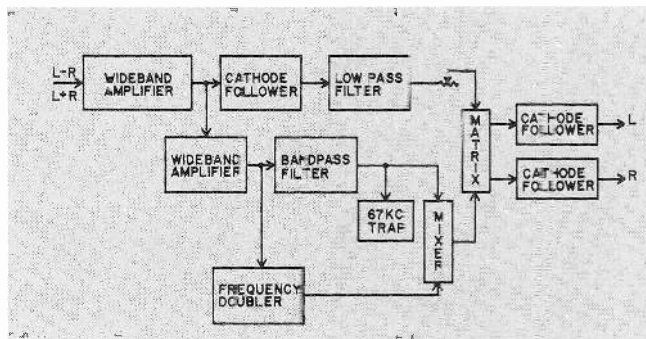 L-R
L+R
WIDEBAND
AMPLIFIER
CATHODE
FOLLOWER
LOW PASS
FILTER
MATRIX
CATHODE
FOLLOWER
L
CATHODE
FOLLOWER
R
WIDEBAND
AMPLIFIER
BANDPASS
FILTER
67KC
TRAP
MIXER
FREQUENCY
DOUBLER